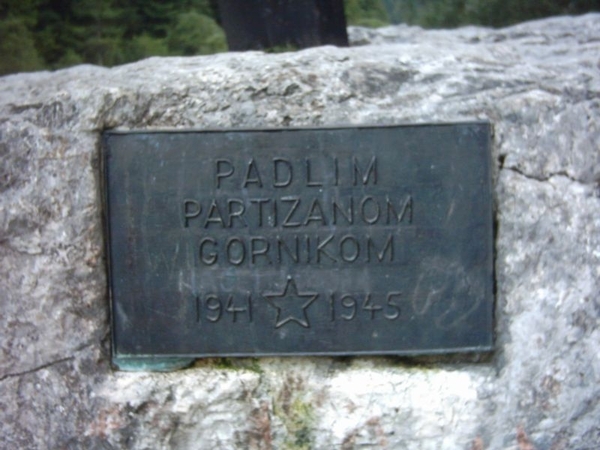 PADLIM
PARTIZANOM
GORNIKOM
1941 ☆ 1945